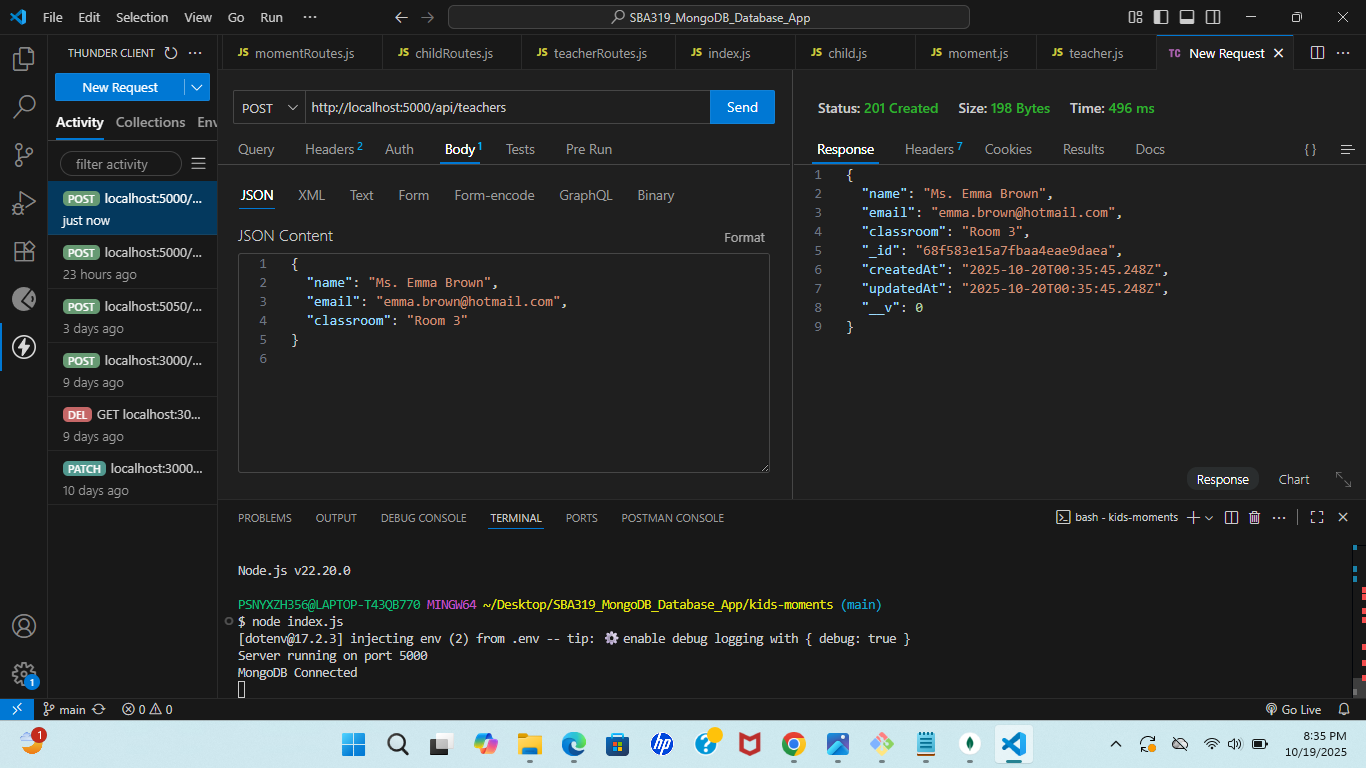 File Edit Selection View Go Run ··· SBA319_MongoDB_Database_App
THUNDER CLIENT ···
New Request
Activity Collections Env
filter activity
POST localhost:5000/...
just now
POST localhost:5000/...
23 hours ago
POST localhost:5050/...
3 days ago
POST localhost:3000/...
9 days ago
DEL GET localhost:30...
9 days ago
PATCH localhost:3000...
10 days ago
1
JS momentRoutes.js JS childRoutes.js JS teacherRoutes.js JS index.js JS child.js JS moment.js JS teacher.js TC New Request ···
POST http://localhost:5000/api/teachers Send
Query Headers 2 Auth Body 1 Tests Pre Run
JSON XML Text Form Form-encode GraphQL Binary
JSON Content Format
1 {
2 "name": "Ms. Emma Brown",
3 "email": "emma.brown@hotmail.com",
4 "classroom": "Room 3"
5 }
6
Status: 201 Created Size: 198 Bytes Time: 496 ms
Response Headers 7 Cookies Results Docs { }
1 {
2 "name": "Ms. Emma Brown",
3 "email": "emma.brown@hotmail.com",
4 "classroom": "Room 3",
5 "_id": "68f583e15a7fbaa4eae9daea",
6 "createdAt": "2025-10-20T00:35:45.248Z",
7 "updatedAt": "2025-10-20T00:35:45.248Z",
8 "__v": 0
9 }
Response Chart
PROBLEMS OUTPUT DEBUG CONSOLE TERMINAL PORTS POSTMAN CONSOLE bash - kids-moments ···
Node.js v22.20.0
PSNYXZH356@LAPTOP-T43QB770 MINGW64 ~/Desktop/SBA319_MongoDB_Database_App/kids-moments (main)
$ node index.js
[dotenv@17.2.3] injecting env (2) from .env -- tip: ⚙️ enable debug logging with { debug: true }
Server running on port 5000
MongoDB Connected
main 0 0 Go Live
1 hp ? 8:35 PM
10/19/2025